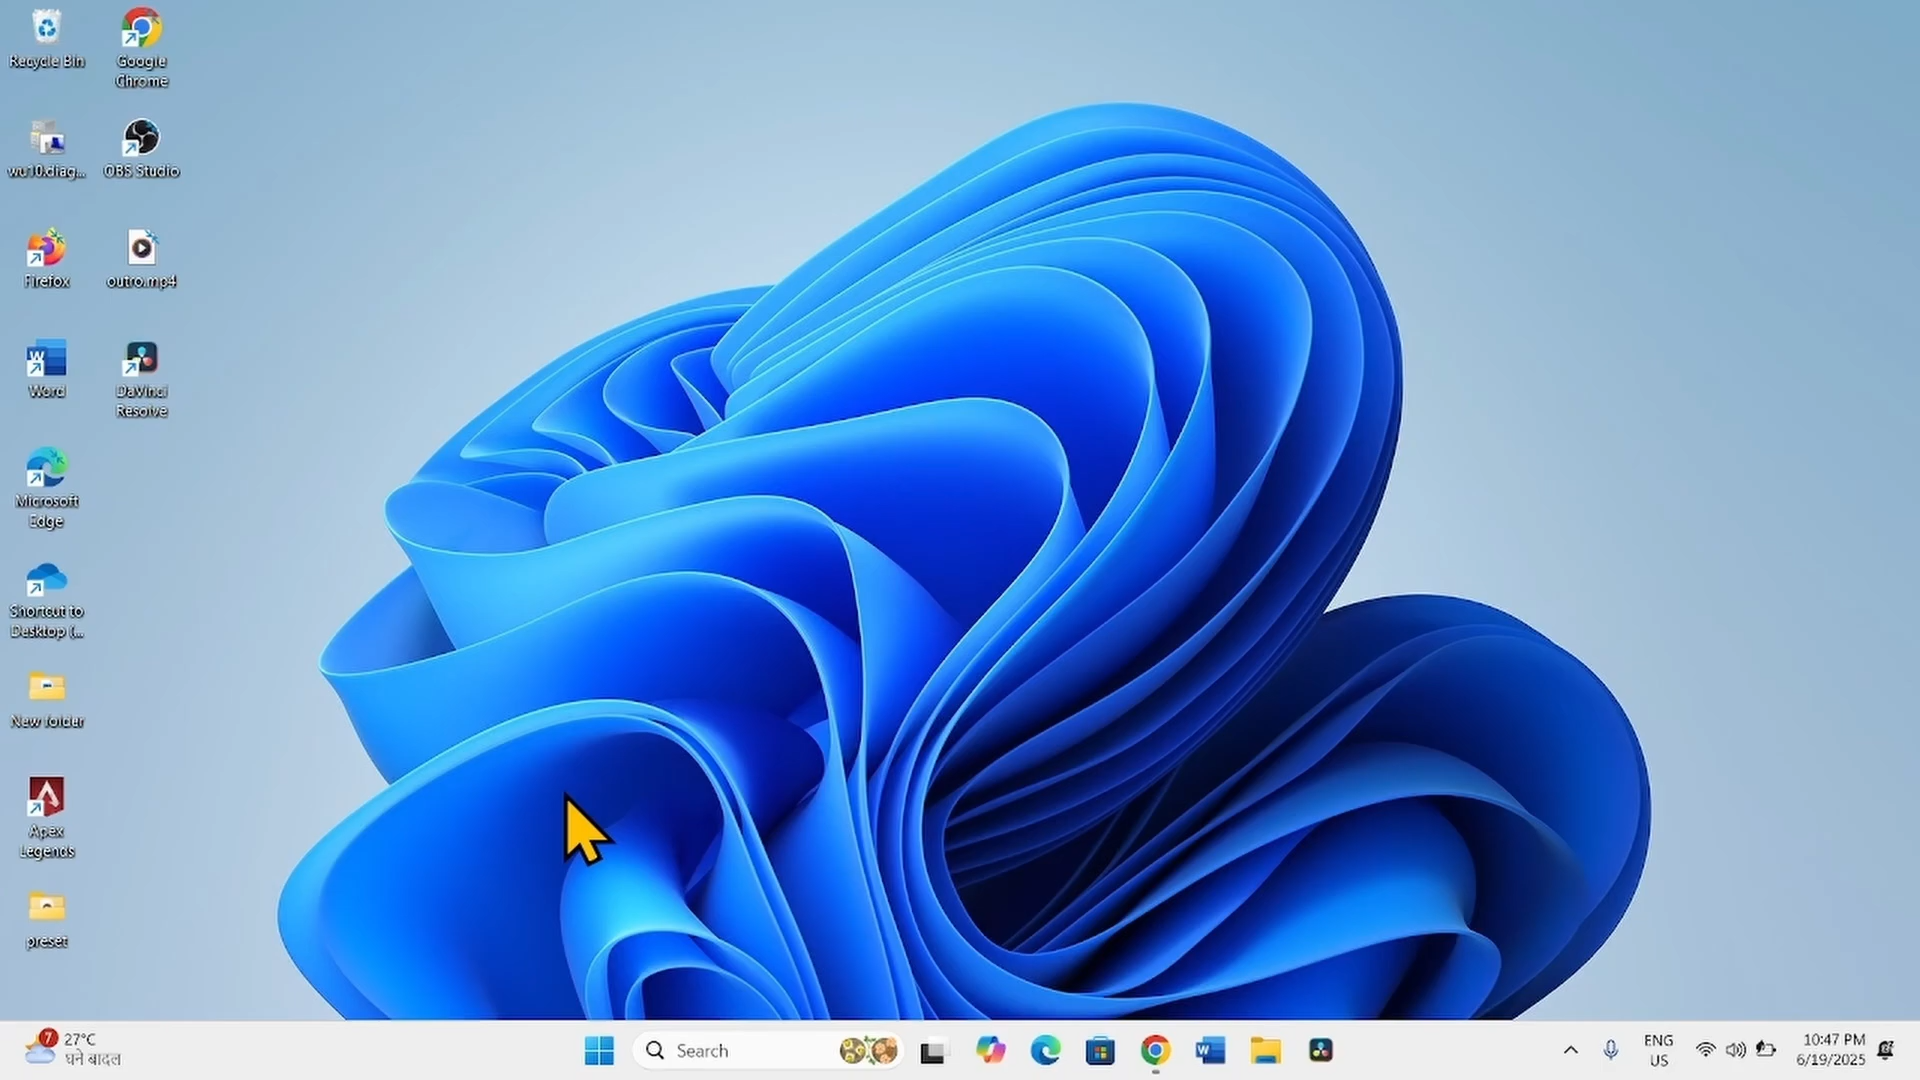 Recycle Bin
Google
Chrome
wu10.diag...
OBS Studio
Firefox
outro.mp4
Word
DaVinci
Resolve
Microsoft
Edge
Shortcut to
Desktop (...
New folder
Apex
Legends
preset
7
27°C
घने बादल
Search
ENG
US
10:47 PM
6/19/2025